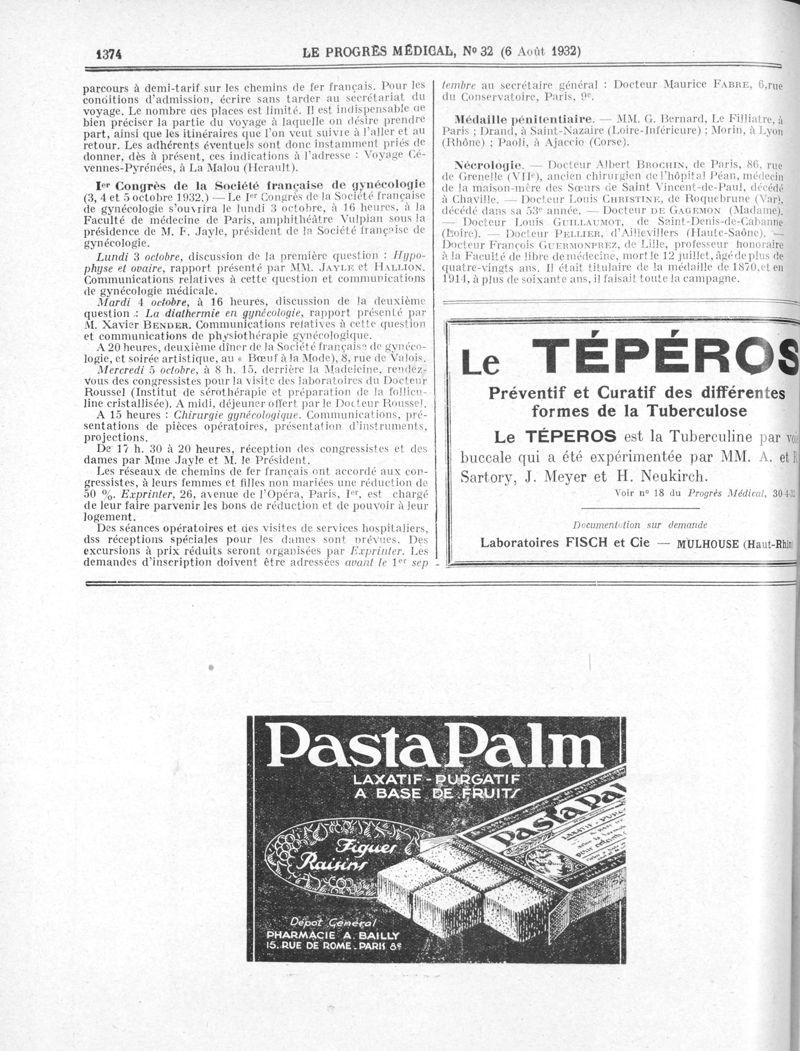 1374
LE PROGRÈS MÉDICAL, No 32 (6 Août 1932)
parcours à demi-tarif sur les chemins de fer français. Pour les
conditions d'admission, écrire sans tarder au secrétariat du
voyage. Le nombre des places est limité. Il est indispensable de
bien préciser la partie du voyage à laquelle on désire prendre
part, ainsi que les itinéraires que l'on veut suivre à l'aller et au
retour. Les adhérents éventuels sont donc instamment priés de
donner, dès à présent, ces indications à l'adresse : Voyage Cé-
vennes-Pyrénées, à La Malou (Herault).
Ier Congrès de la Société française de gynécologie
(3, 4 et 5 octobre 1932.) — Le Ier Congrès de la Société française
de gynécologie s'ouvrira le lundi 3 octobre, à 16 heures, à la
Faculté de médecine de Paris, amphithéâtre Vulpian sous la
présidence de M. F. Jayle, président de la Société française de
gynécologie.
Lundi 3 octobre, discussion de la première question : Hypo-
physe et ovaire, rapport présenté par MM. JAYLE et HALLION.
Communications relatives à cette question et communications
de gynécologie médicale.
Mardi 4 octobre, à 16 heures, discussion de la deuxième
question : La diathermie en gynécologie, rapport présenté par
M. Xavier BENDER. Communications relatives à cette question
et communications de physiothérapie gynécologique.
A 20 heures, deuxième dîner de la Société française de gynéco-
logie, et soirée artistique, au « Bœuf à la Mode), 8, rue de Valois.
Mercredi 5 octobre, à 8 h. 15. derrière la Madeleine, rendez-
vous des congressistes pour la visite des laboratoires du Docteur
Roussel (Institut de sérothérapie et préparation de la follicu-
line cristallisée). A midi, déjeuner offert par le Docteur Roussel.
A 15 heures : Chirurgie gynécologique. Communications, pré-
sentations de pièces opératoires, présentation d'instruments,
projections.
De 17 h. 30 à 20 heures, réception des congressistes et des
dames par Mme Jayle et M. le Président.
Les réseaux de chemins de fer français ont accordé aux con-
gressistes, à leurs femmes et filles non mariées une réduction de
50 %. Exprinter, 26, avenue de l'Opéra, Paris, Ier, est chargé
de leur faire parvenir les bons de réduction et de pouvoir à leur
logement.
Des séances opératoires et des visites de services hospitaliers,
dss réceptions spéciales pour les dames sont prévues. Des
excursions à prix réduits seront organisées par Exprinter. Les
demandes d'inscription doivent être adressées avant le 1er sep-
tembre au secrétaire général : Docteur Maurice FABRE, 6,rue
du Conservatoire, Paris, 9e.
Médaille pénitentiaire. — MM. G. Bernard, Le Filliatre, à
Paris ; Drand, à Saint-Nazaire (Loire-Inférieure) ; Morin, à Lyon
(Rhône) ; Paoli, à Ajaccio (Corse).
Nécrologie. — Docteur Albert BROCHIN, de Paris, 86, rue
de Grenelle (VIIe), ancien chirurgien de l'hôpital Péan, médecin
de la maison-mère des Sœurs de Saint Vincent-de-Paul, décédé
à Chaville. — Docteur Louis CHRISTINE, de Roquebrune (Var),
décédé dans sa 53e année. — Docteur DE GAGEMON (Madame).
— Docteur Louis GUILLAUMOT, de Saint-Denis-de-Cabanne
(Loire). — Docteur PELLIER, d'Aillevillers (Haute-Saône). —
Docteur François GUERMONPREZ, de Lille, professeur honoraire
à la Faculté de libre de médecine, mort le 12 juillet, âgé de plus de
quatre-vingts ans. Il était titulaire de la médaille de 1870,et en
1914, à plus de soixante ans, il faisait toute la campagne.
Le TÉPÉROS
Préventif et Curatif des différentes
formes de la Tuberculose
Le TÉPEROS est la Tuberculine par voi
buccale qui a été expérimentée par MM. A. et R
Sartory, J. Meyer et H. Neukirch.
Voir no 18 du Progrès Médical, 30-4-32
Documentation sur demande
Laboratoires FISCH et Cie — MULHOUSE (Haut-Rhin)
PastaPalm
LAXATIF-PURGATIF
A BASE DE FRUITS
Figues
Raisins
Pasta Pal
Dépot Général
PHARMACIE A. BAILLY
15. RUE DE ROME_PARIS 8e